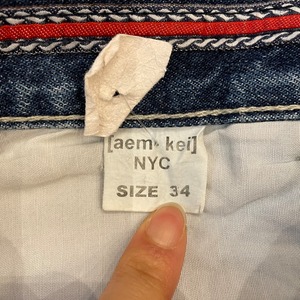 [aem• kei]
NYC
SIZE 34